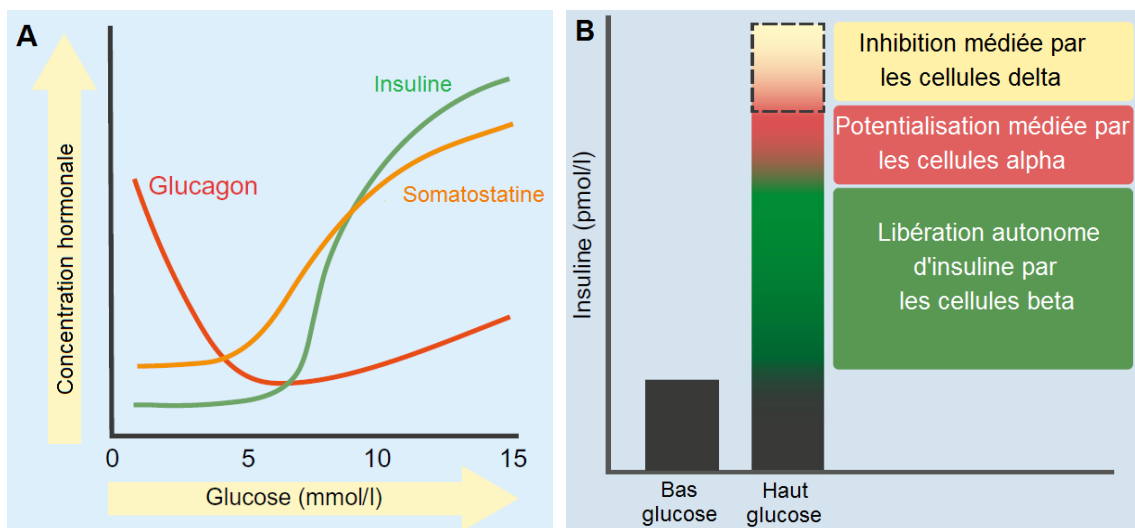 A
Concentration hormonale
Insuline
Glucagon
Somatostatine
0 5 10 15
Glucose (mmol/l)
B
Insuline (pmol/l)
Inhibition médiée par
les cellules delta
Potentialisation médiée par
les cellules alpha
Libération autonome
d'insuline par
les cellules beta
Bas
glucose
Haut
glucose